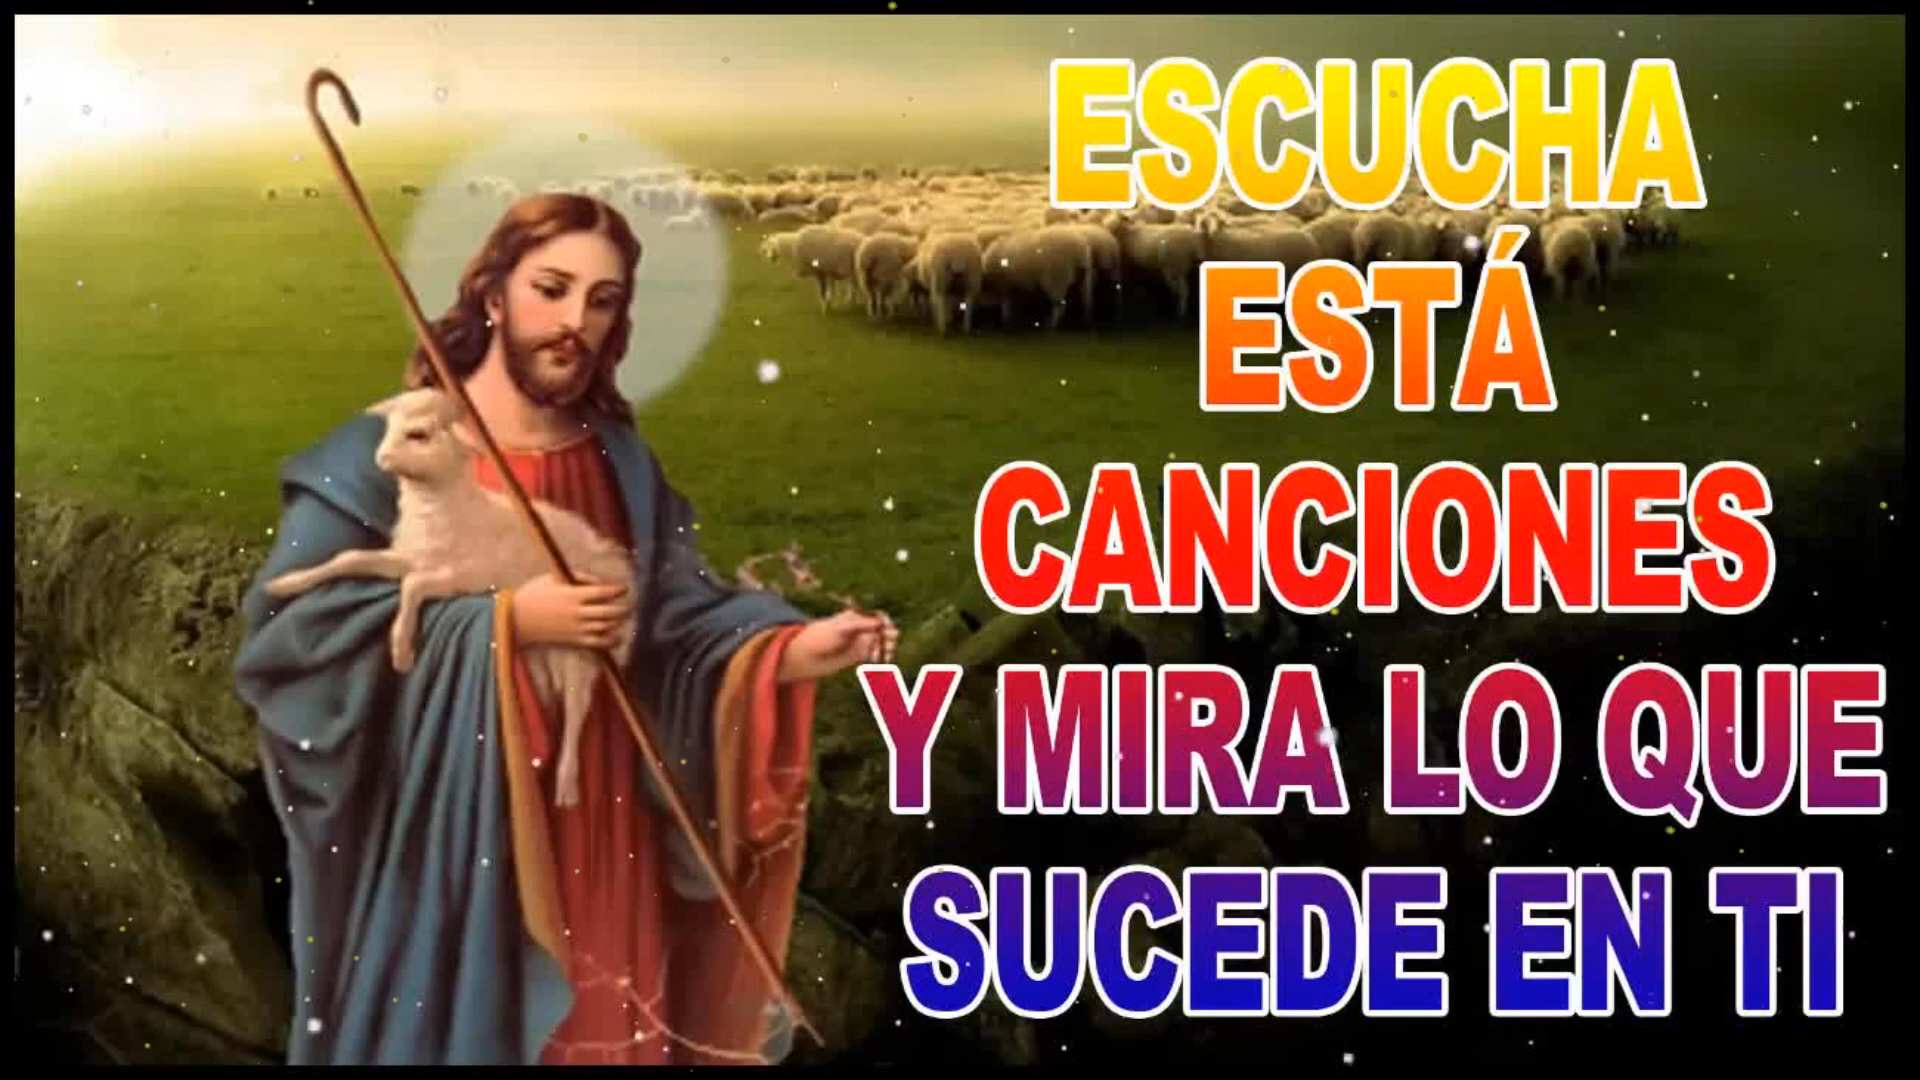 ESCUCHA
ESTÁ
CANCIONES
Y MIRA LO QUE
SUCEDE EN TI